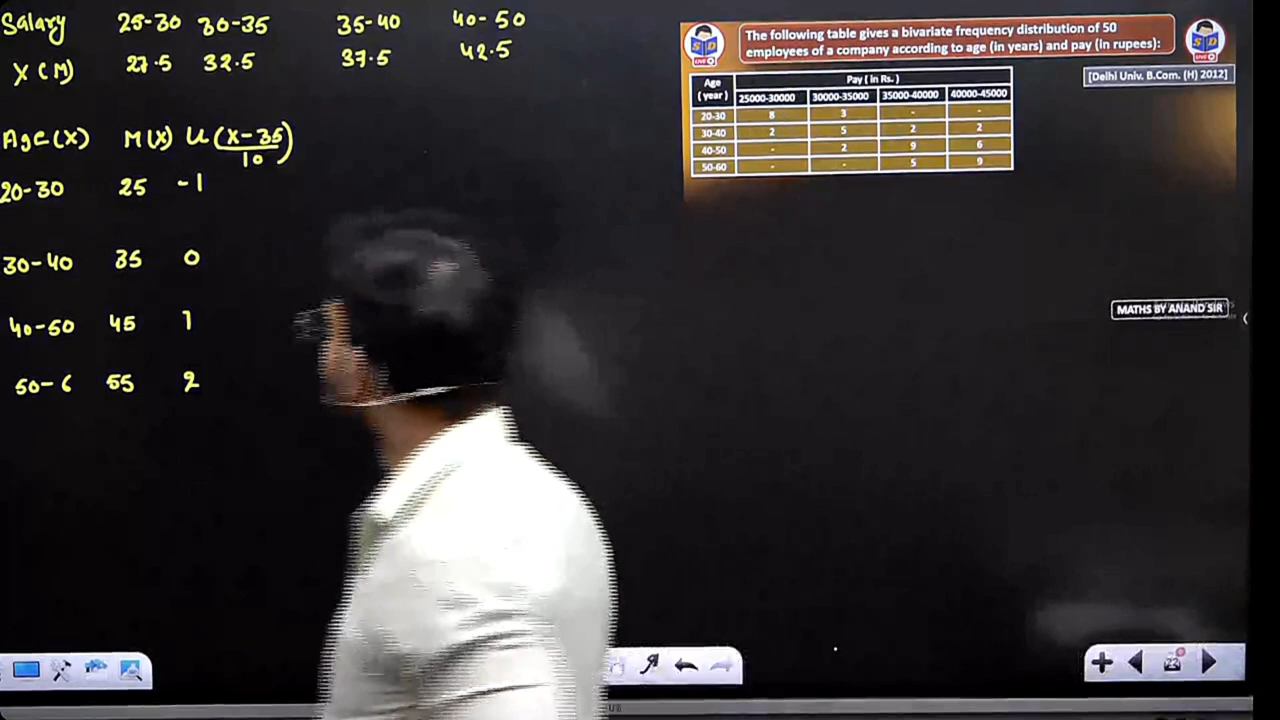 Salary 25-30 30-35 35-40 40-50
X(M) 27.5 32.5 37.5 42.5
Age(X) M(X) U(X-35/10)
20-30 25 -1
30-40 35 0
40-50 45 1
50-6 55 2
The following table gives a bivariate frequency distribution of 50
employees of a company according to age (in years) and pay (in rupees):
[Delhi Univ. B.Com. (H) 2012]
Age (year) Pay (in Rs.)
25000-30000 30000-35000 35000-40000 40000-45000
20-30 8 3 - -
30-40 2 5 2 2
40-50 - 2 9 6
50-60 - - 5 9
MATHS BY ANAND SIR